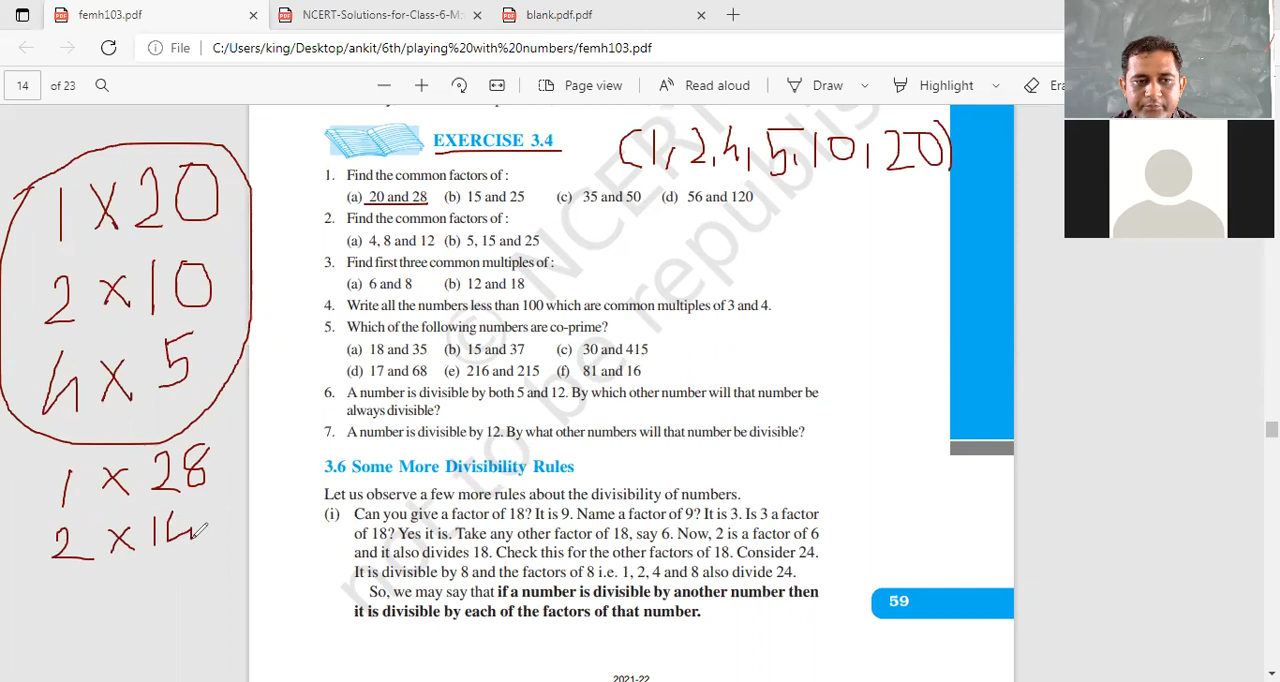 femh103.pdf
NCERT-Solutions-for-Class-6-M
blank.pdf.pdf
File
C:/Users/king/Desktop/ankit/6th/playing%20with%20numbers/femh103.pdf
14
of 23
Page view
Read aloud
Draw
Highlight
Era
EXERCISE 3.4
(1, 2, 4, 5, 10, 20)
1. Find the common factors of :
(a) 20 and 28 (b) 15 and 25 (c) 35 and 50 (d) 56 and 120
2. Find the common factors of :
(a) 4, 8 and 12 (b) 5, 15 and 25
3. Find first three common multiples of :
(a) 6 and 8 (b) 12 and 18
4. Write all the numbers less than 100 which are common multiples of 3 and 4.
5. Which of the following numbers are co-prime?
(a) 18 and 35 (b) 15 and 37 (c) 30 and 415
(d) 17 and 68 (e) 216 and 215 (f) 81 and 16
6. A number is divisible by both 5 and 12. By which other number will that number be
always divisible?
7. A number is divisible by 12. By what other numbers will that number be divisible?
1 × 20
2 × 10
4 × 5
1 × 28
2 × 14
3.6 Some More Divisibility Rules
Let us observe a few more rules about the divisibility of numbers.
(i) Can you give a factor of 18? It is 9. Name a factor of 9? It is 3. Is 3 a factor
of 18? Yes it is. Take any other factor of 18, say 6. Now, 2 is a factor of 6
and it also divides 18. Check this for the other factors of 18. Consider 24.
It is divisible by 8 and the factors of 8 i.e. 1, 2, 4 and 8 also divide 24.
So, we may say that if a number is divisible by another number then
it is divisible by each of the factors of that number.
59
2021-22
© NCERT
not to be republi